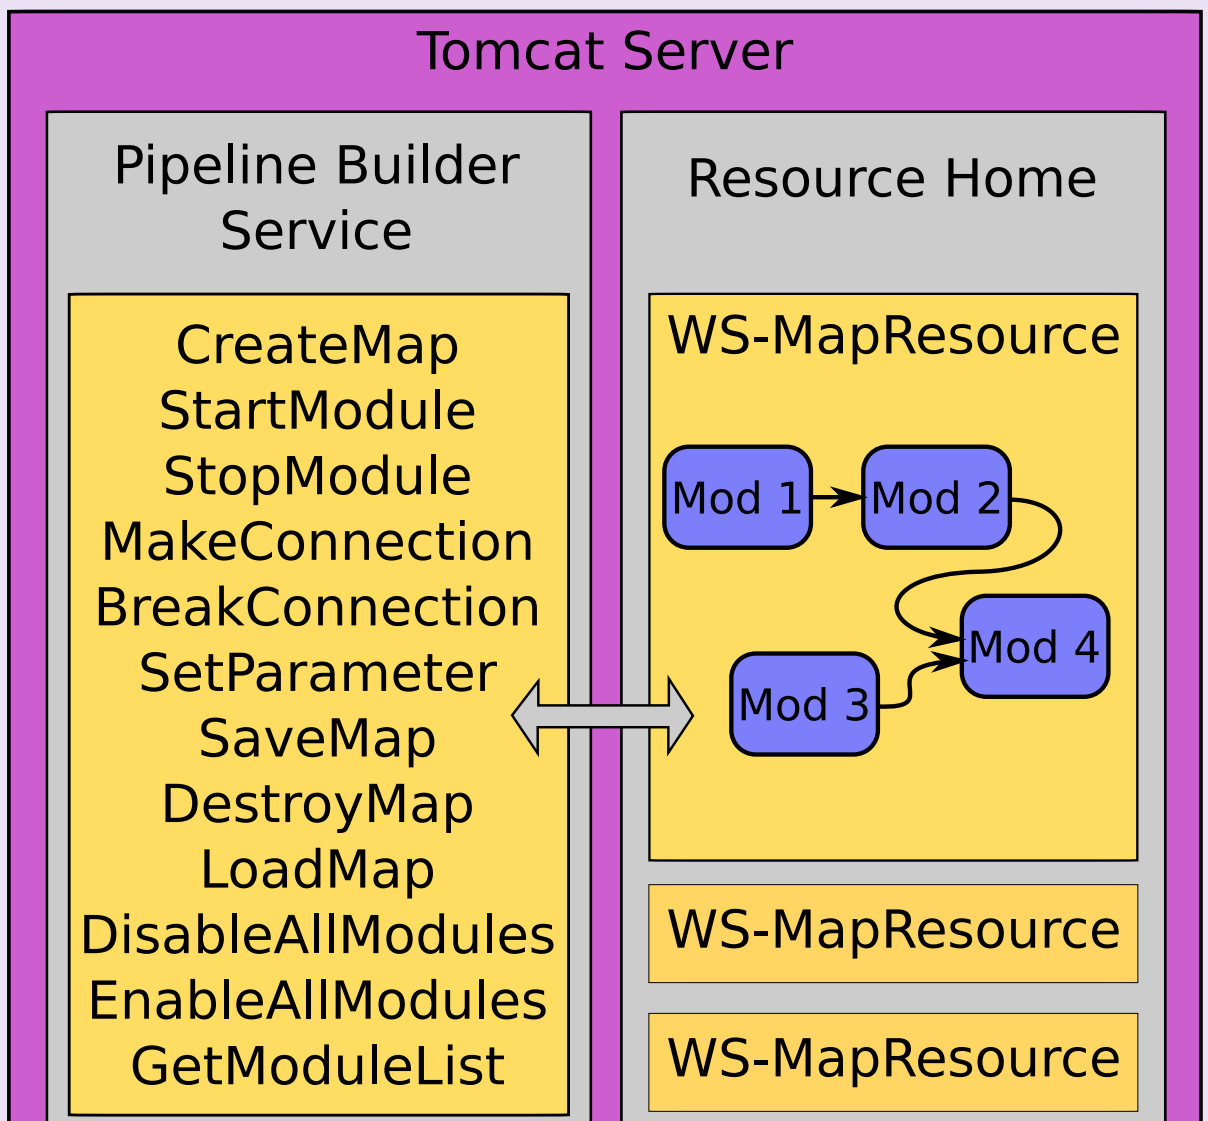 Tomcat Server
Pipeline Builder
Service
CreateMap
StartModule
StopModule
MakeConnection
BreakConnection
SetParameter
SaveMap
DestroyMap
LoadMap
DisableAllModules
EnableAllModules
GetModuleList
Resource Home
WS-MapResource
Mod 1
Mod 2
Mod 4
Mod 3
WS-MapResource
WS-MapResource